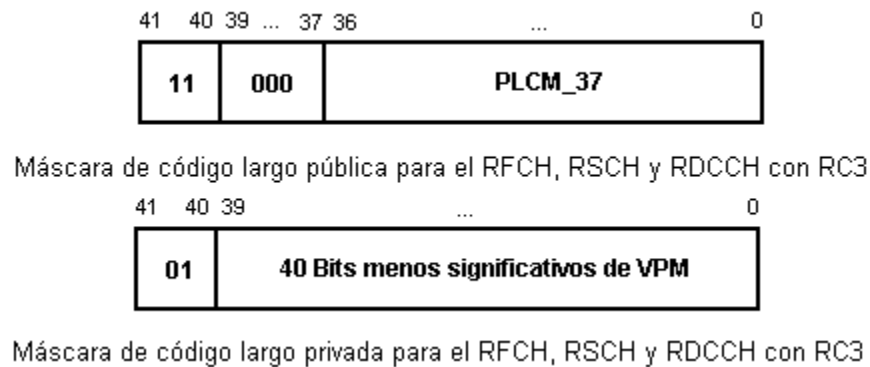 41 40 39 ... 37 36 ... 0
11 000 PLCM_37
Máscara de código largo pública para el RFCH, RSCH y RDCCH con RC3
41 40 39 ... 0
01 40 Bits menos significativos de VPM
Máscara de código largo privada para el RFCH, RSCH y RDCCH con RC3